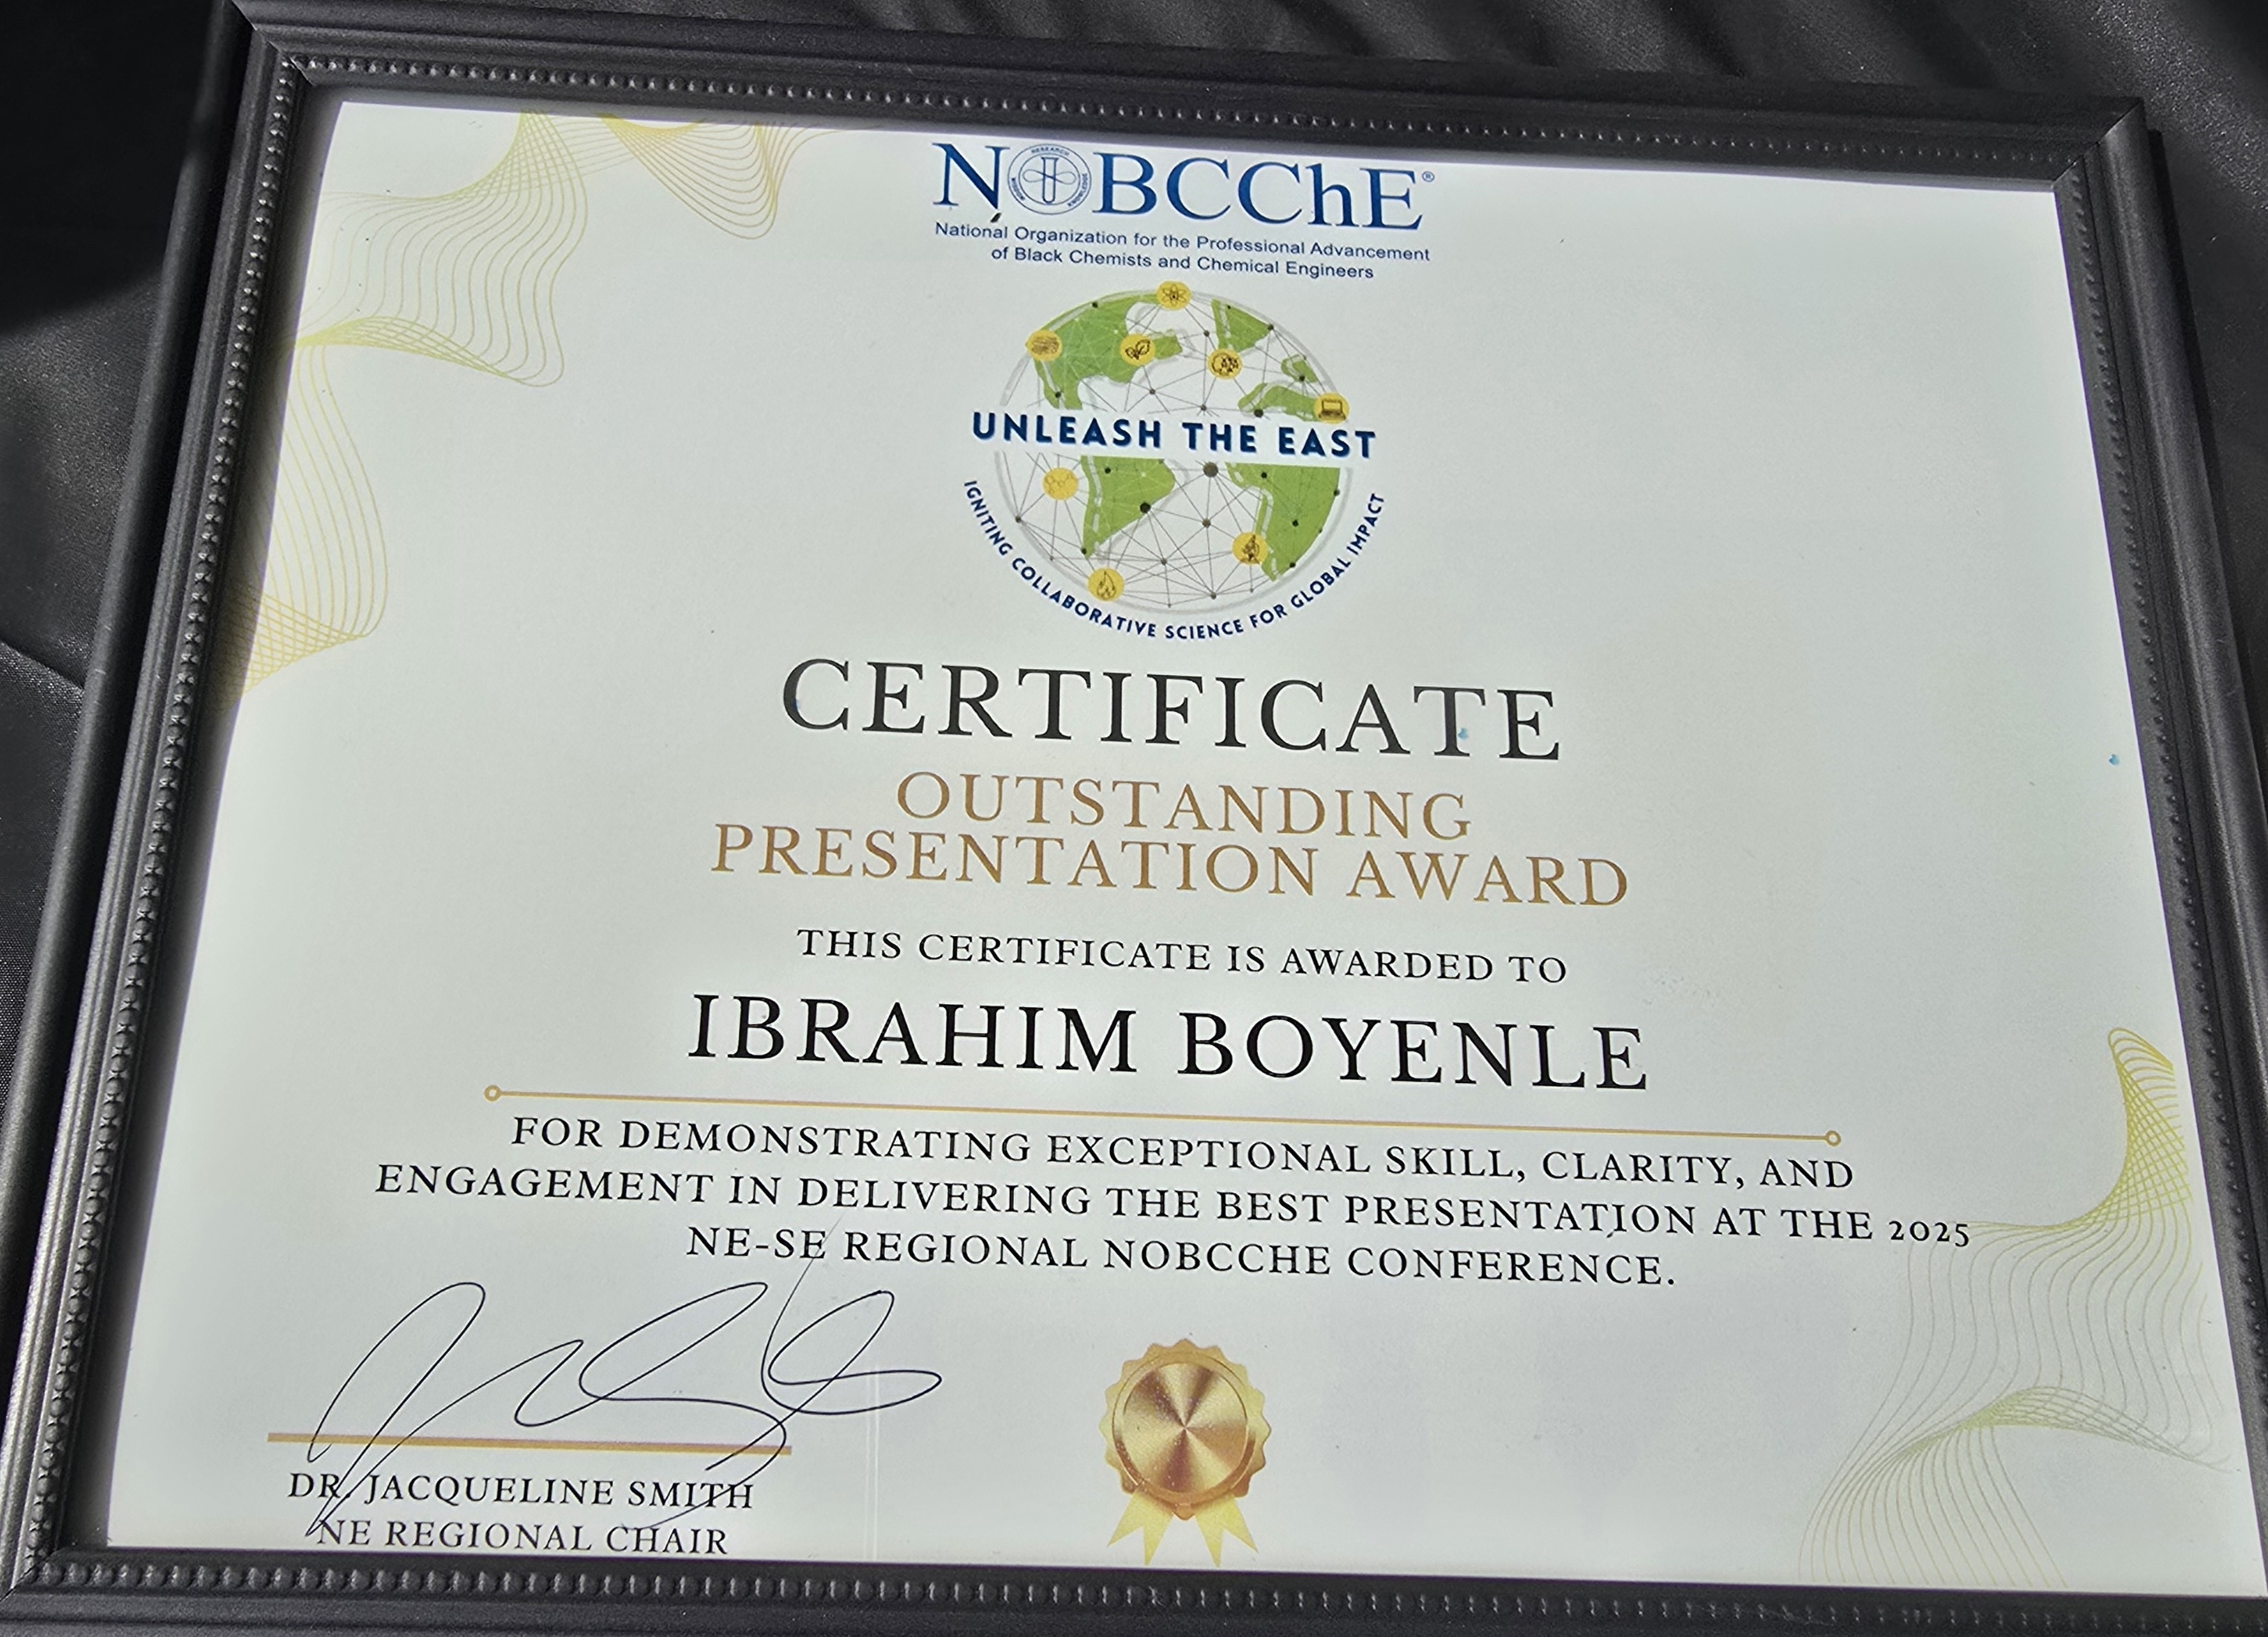 NOBCChE®
National Organization for the Professional Advancement
of Black Chemists and Chemical Engineers
UNLEASH THE EAST
IGNITING COLLABORATIVE SCIENCE FOR GLOBAL IMPACT
CERTIFICATE
OUTSTANDING
PRESENTATION AWARD
THIS CERTIFICATE IS AWARDED TO
IBRAHIM BOYENLE
FOR DEMONSTRATING EXCEPTIONAL SKILL, CLARITY, AND
ENGAGEMENT IN DELIVERING THE BEST PRESENTATION AT THE 2025
NE-SE REGIONAL NOBCCHE CONFERENCE.
DR. JACQUELINE SMITH
NE REGIONAL CHAIR